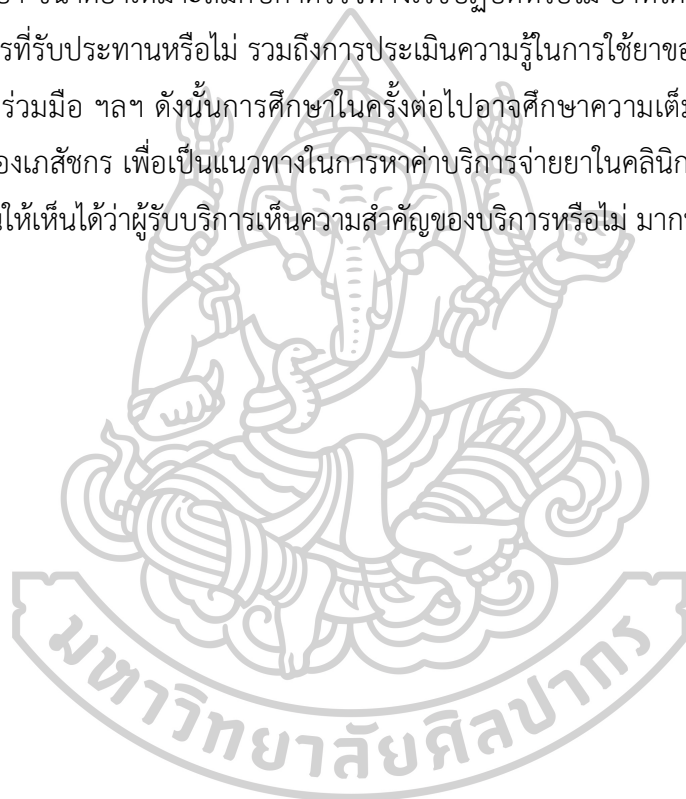 รที่รับประทานหรือไม่ รวมถึงการประเมินความรู้ในการใช้ยาขอ
ร่วมมือ ฯลฯ ดังนั้นการศึกษาในครั้งต่อไปอาจศึกษาความเต็ม
องเภสัชกร เพื่อเป็นแนวทางในการหาค่าบริการจ่ายยาในคลินิก
นให้เห็นได้ว่าผู้รับบริการเห็นความสำคัญของบริการหรือไม่ มาก
มหาวิทยาลัยศิลปากร